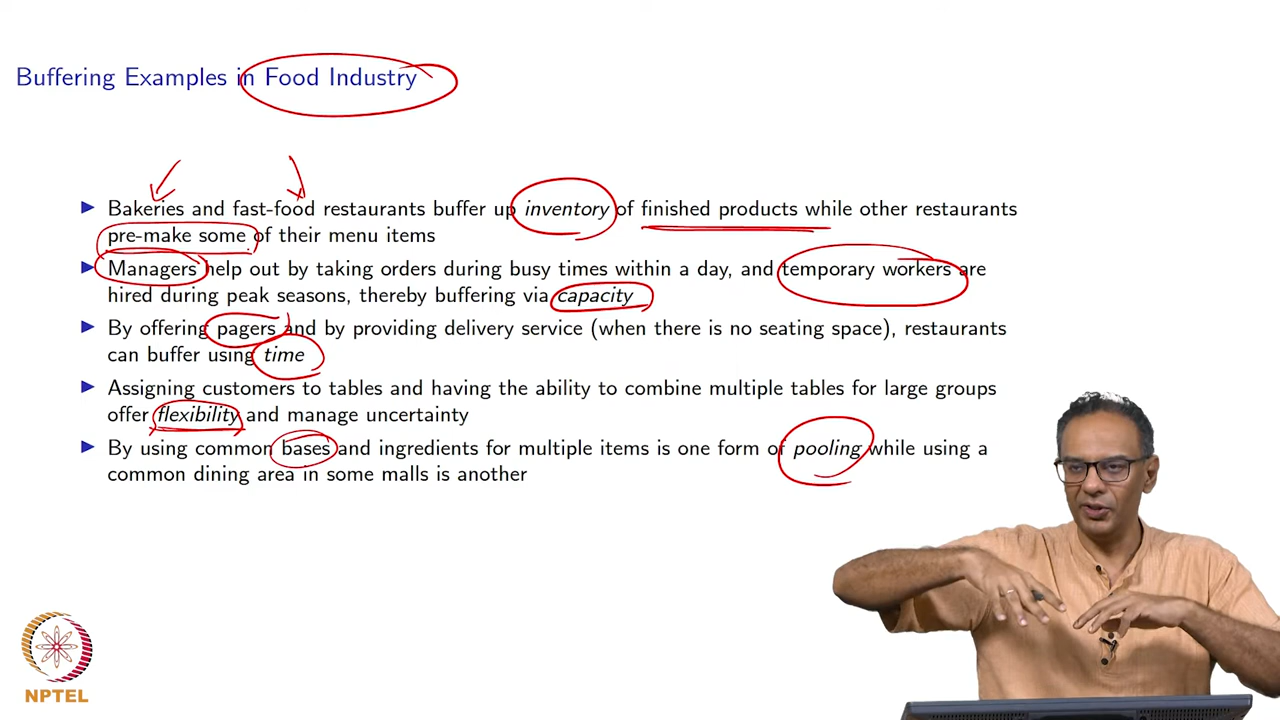 Buffering Examples in Food Industry
Bakeries and fast-food restaurants buffer up inventory of finished products while other restaurants
pre-make some of their menu items
Managers help out by taking orders during busy times within a day, and temporary workers are
hired during peak seasons, thereby buffering via capacity
By offering pagers and by providing delivery service (when there is no seating space), restaurants
can buffer using time
Assigning customers to tables and having the ability to combine multiple tables for large groups
offer flexibility and manage uncertainty
By using common bases and ingredients for multiple items is one form of pooling while using a
common dining area in some malls is another
NPTEL